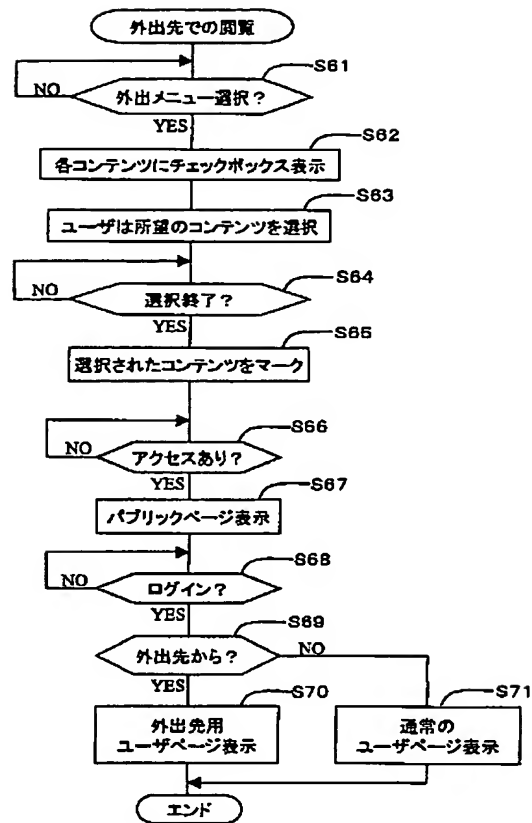 外出先での閲覧
S61
外出メニュー選択？
NO
YES
S62
各コンテンツにチェックボックス表示
S63
ユーザは所望のコンテンツを選択
S64
NO
選択終了？
YES
S65
選択されたコンテンツをマーク
S66
NO
アクセスあり？
YES
S67
パブリックページ表示
S68
NO
ログイン？
YES
S69
外出先から？
NO
YES
S70
S71
外出先用
ユーザページ表示
通常の
ユーザページ表示
エンド